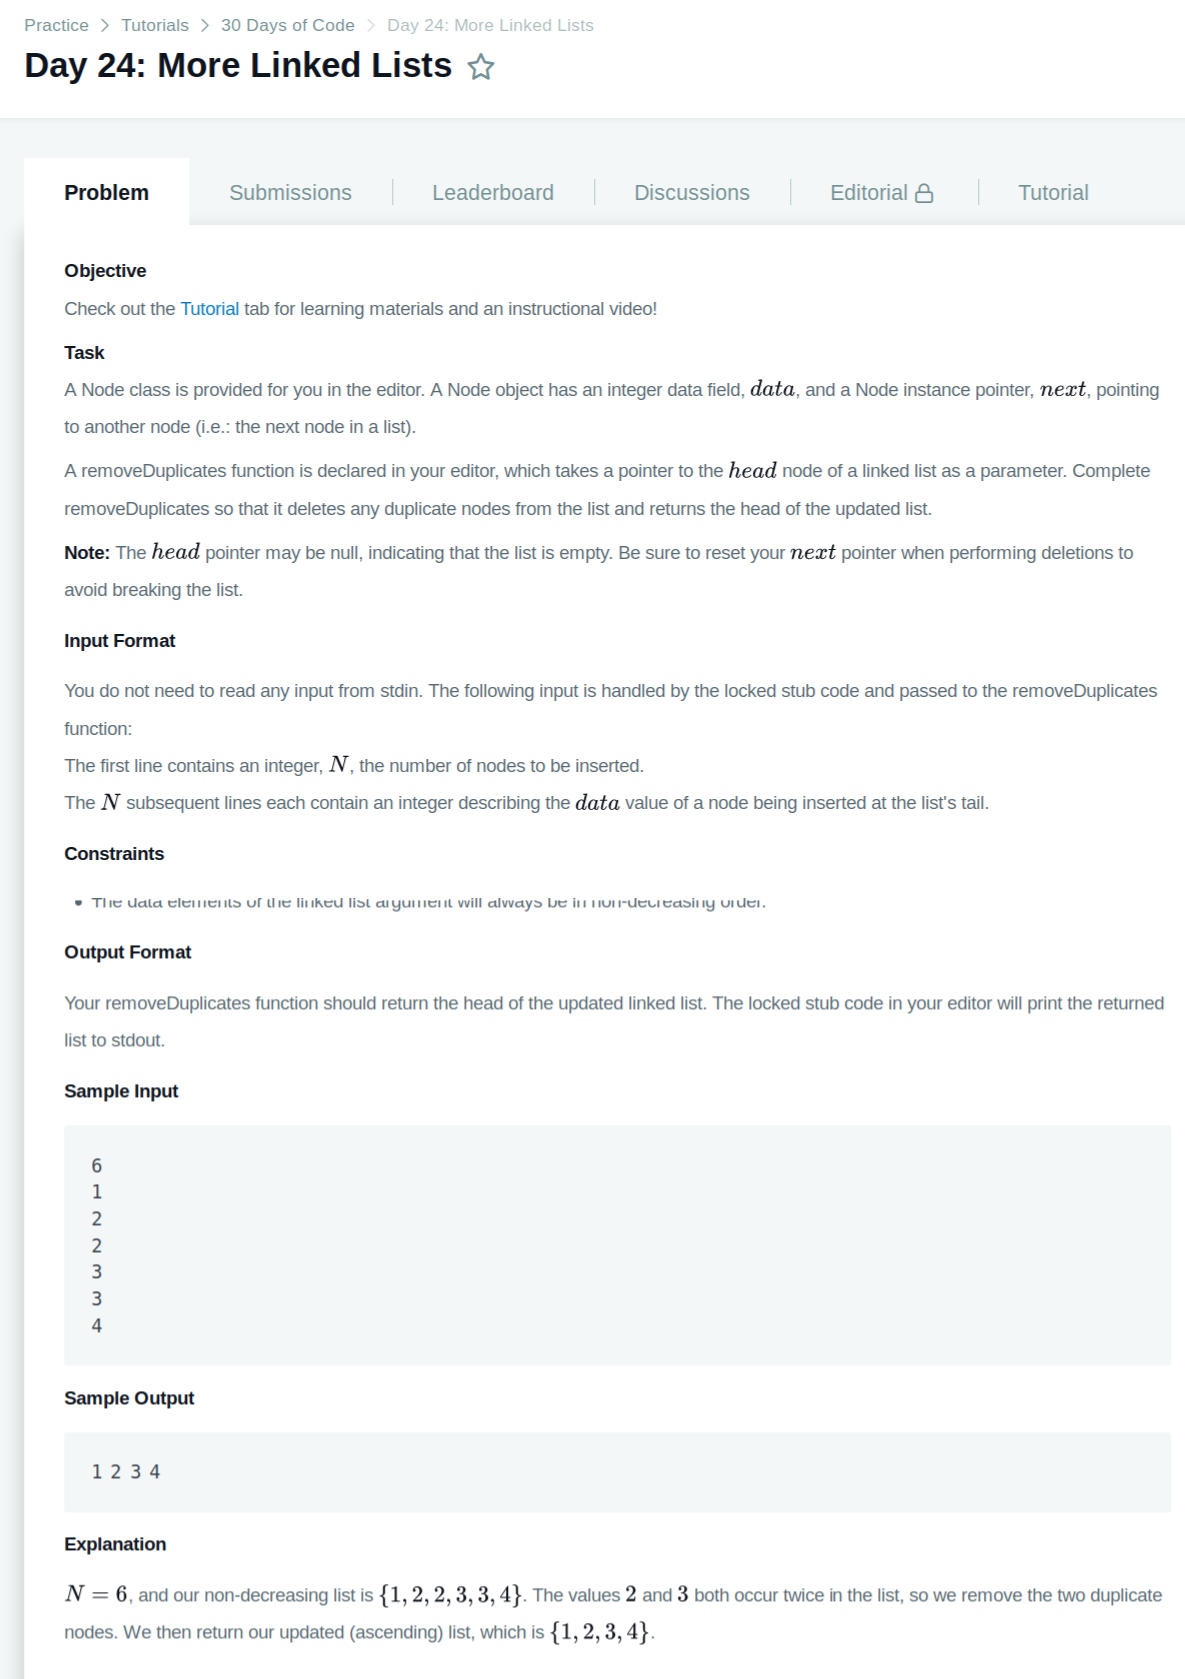 Practice > Tutorials > 30 Days of Code > Day 24: More Linked Lists
Day 24: More Linked Lists
Problem Submissions Leaderboard Discussions Editorial Tutorial
Objective
Check out the Tutorial tab for learning materials and an instructional video!
Task
A Node class is provided for you in the editor. A Node object has an integer data field, data, and a Node instance pointer, next, pointing
to another node (i.e.: the next node in a list).
A removeDuplicates function is declared in your editor, which takes a pointer to the head node of a linked list as a parameter. Complete
removeDuplicates so that it deletes any duplicate nodes from the list and returns the head of the updated list.
Note: The head pointer may be null, indicating that the list is empty. Be sure to reset your next pointer when performing deletions to
avoid breaking the list.
Input Format
You do not need to read any input from stdin. The following input is handled by the locked stub code and passed to the removeDuplicates
function:
The first line contains an integer, N, the number of nodes to be inserted.
The N subsequent lines each contain an integer describing the data value of a node being inserted at the list's tail.
Constraints
• The data elements of the linked list argument will always be in non-decreasing order.
Output Format
Your removeDuplicates function should return the head of the updated linked list. The locked stub code in your editor will print the returned
list to stdout.
Sample Input
6
1
2
2
3
3
4
Sample Output
1 2 3 4
Explanation
N = 6, and our non-decreasing list is {1, 2, 2, 3, 3, 4}. The values 2 and 3 both occur twice in the list, so we remove the two duplicate
nodes. We then return our updated (ascending) list, which is {1, 2, 3, 4}.